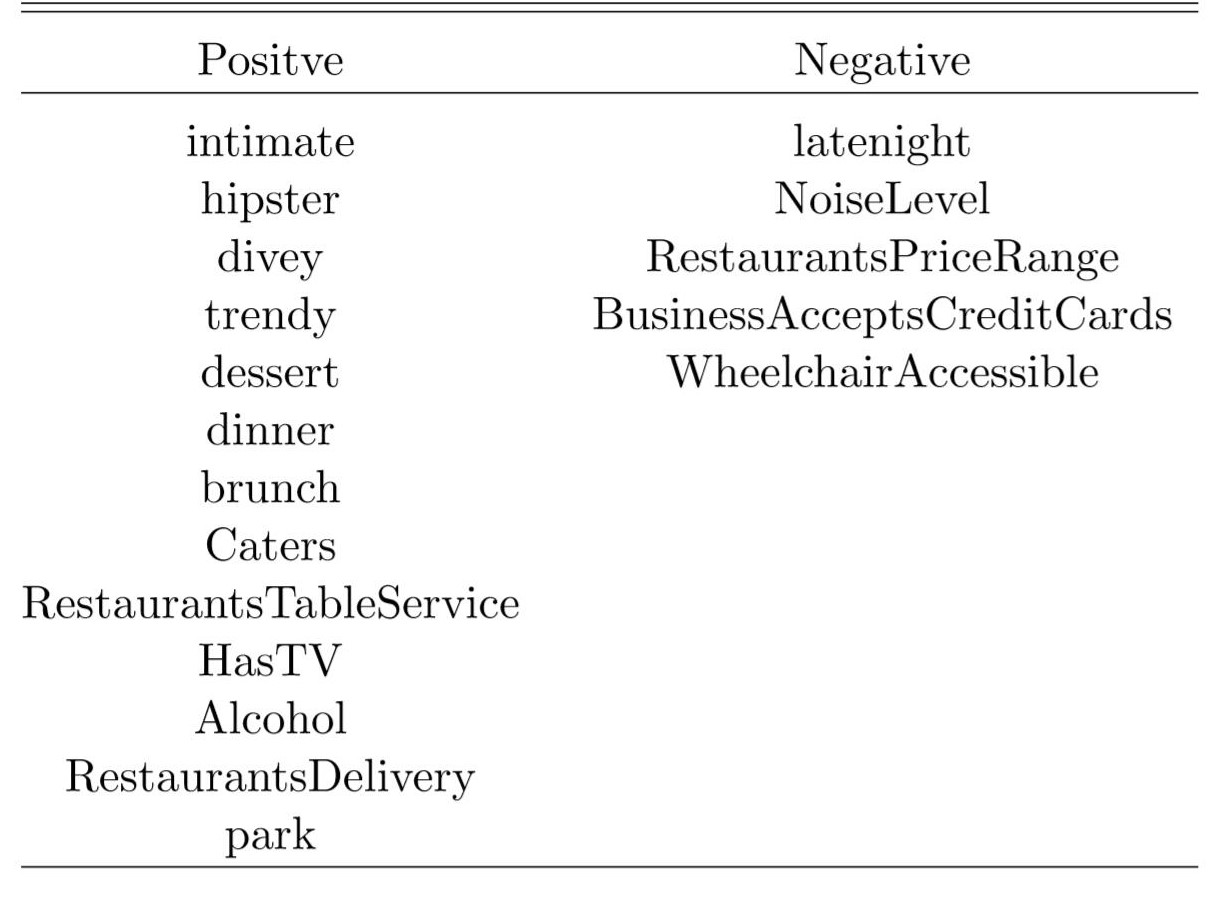 Positve Negative
intimate latenight
hipster NoiseLevel
divey RestaurantsPriceRange
trendy BusinessAcceptsCreditCards
dessert WheelchairAccessible
dinner
brunch
Caters
RestaurantsTableService
HasTV
Alcohol
RestaurantsDelivery
park